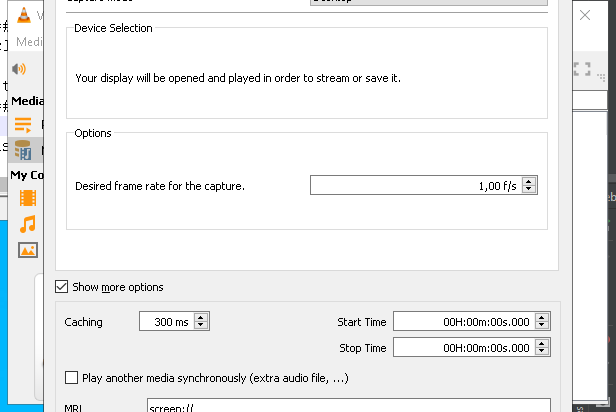 Device Selection
Your display will be opened and played in order to stream or save it.
Options
Desired frame rate for the capture.
1,00 f/s
Media
My Co
Show more options
Caching
300 ms
Start Time
00H:00m:00s.000
Stop Time
00H:00m:00s.000
Play another media synchronously (extra audio file, ...)
MRL
screen://